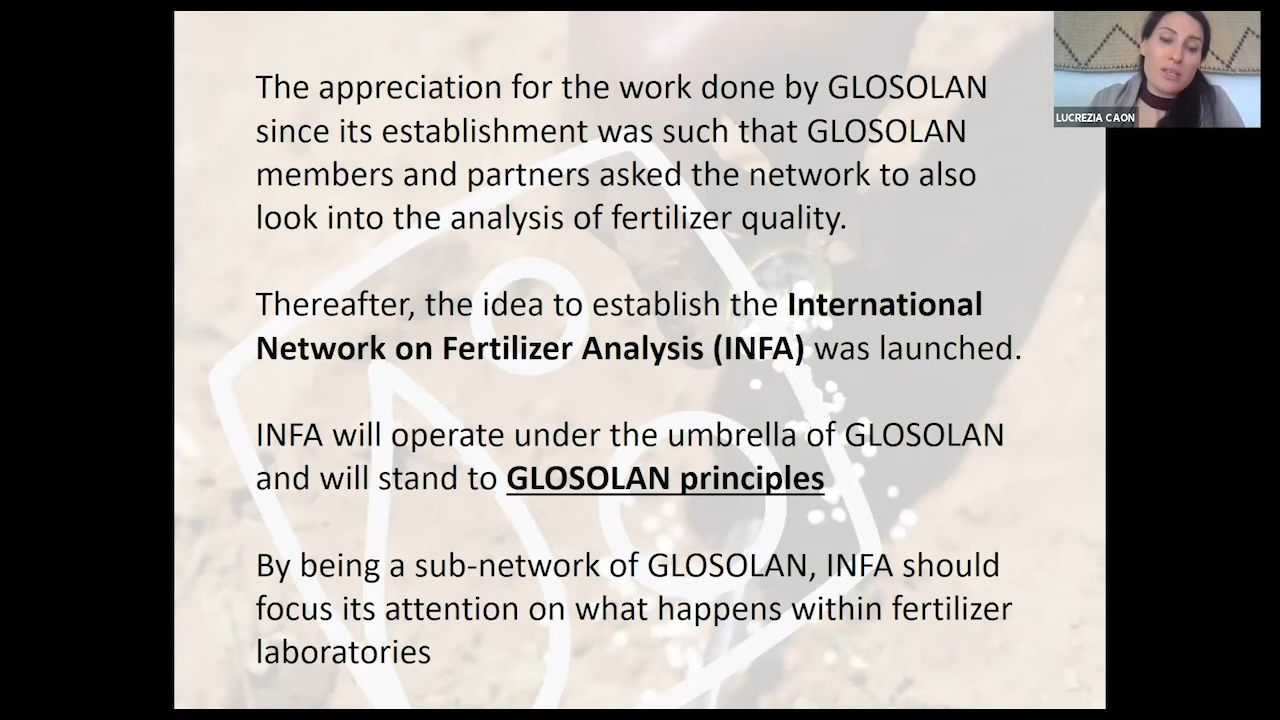 The appreciation for the work done by GLOSOLAN
since its establishment was such that GLOSOLAN
members and partners asked the network to also
look into the analysis of fertilizer quality.
Thereafter, the idea to establish the International
Network on Fertilizer Analysis (INFA) was launched.
INFA will operate under the umbrella of GLOSOLAN
and will stand to GLOSOLAN principles
By being a sub-network of GLOSOLAN, INFA should
focus its attention on what happens within fertilizer
laboratories
LUCREZIA CAON